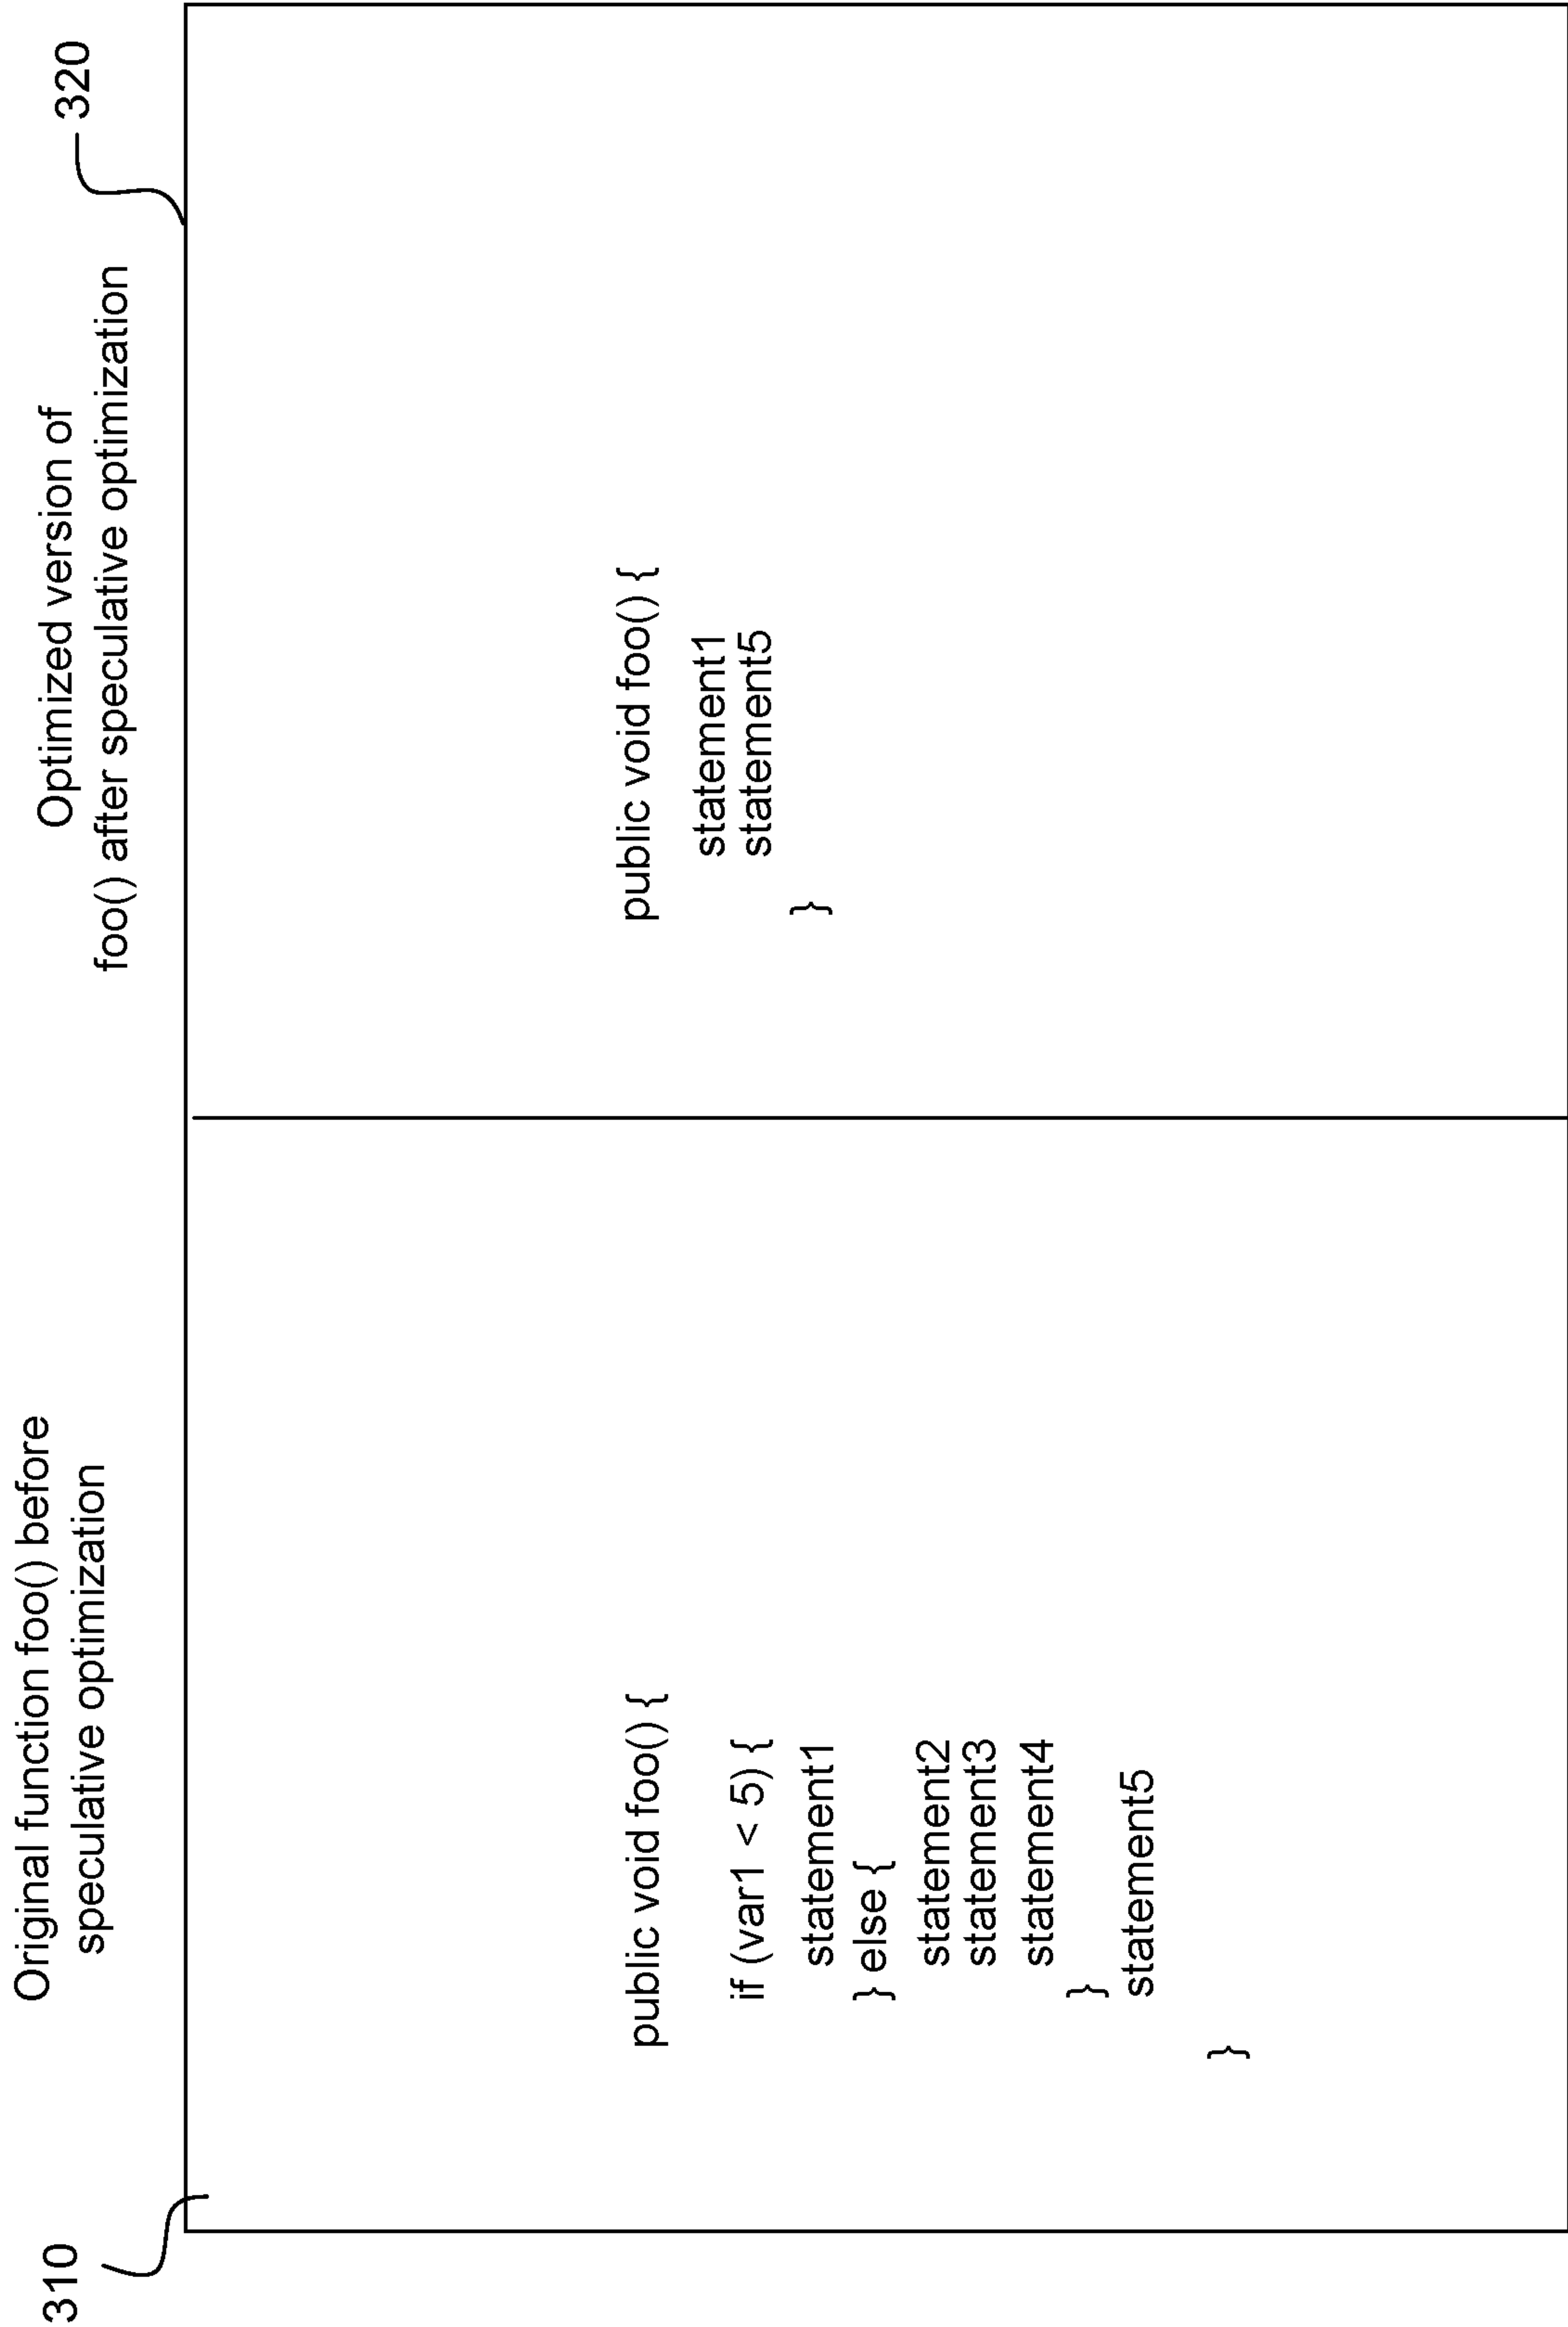 310
Original function foo() before
speculative optimization
public void foo() {
if (var1 < 5) {
statement1
} else {
statement2
statement3
statement4
}
statement5
}
Optimized version of
foo() after speculative optimization
320
public void foo() {
statement1
statement5
}